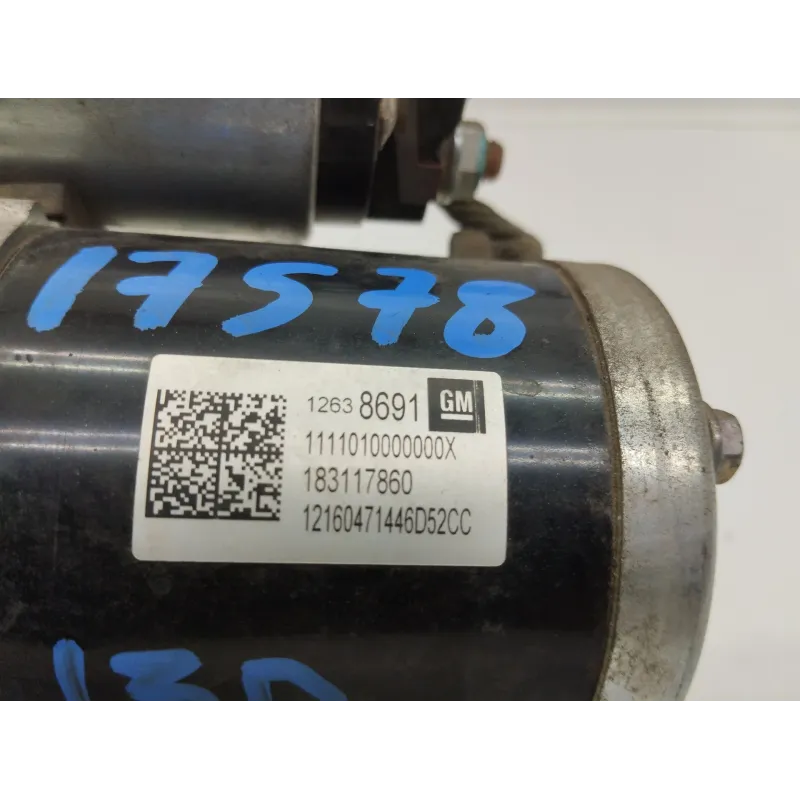 17578
1263 8691 GM
1111010000000X
183117860
12160471446D52CC